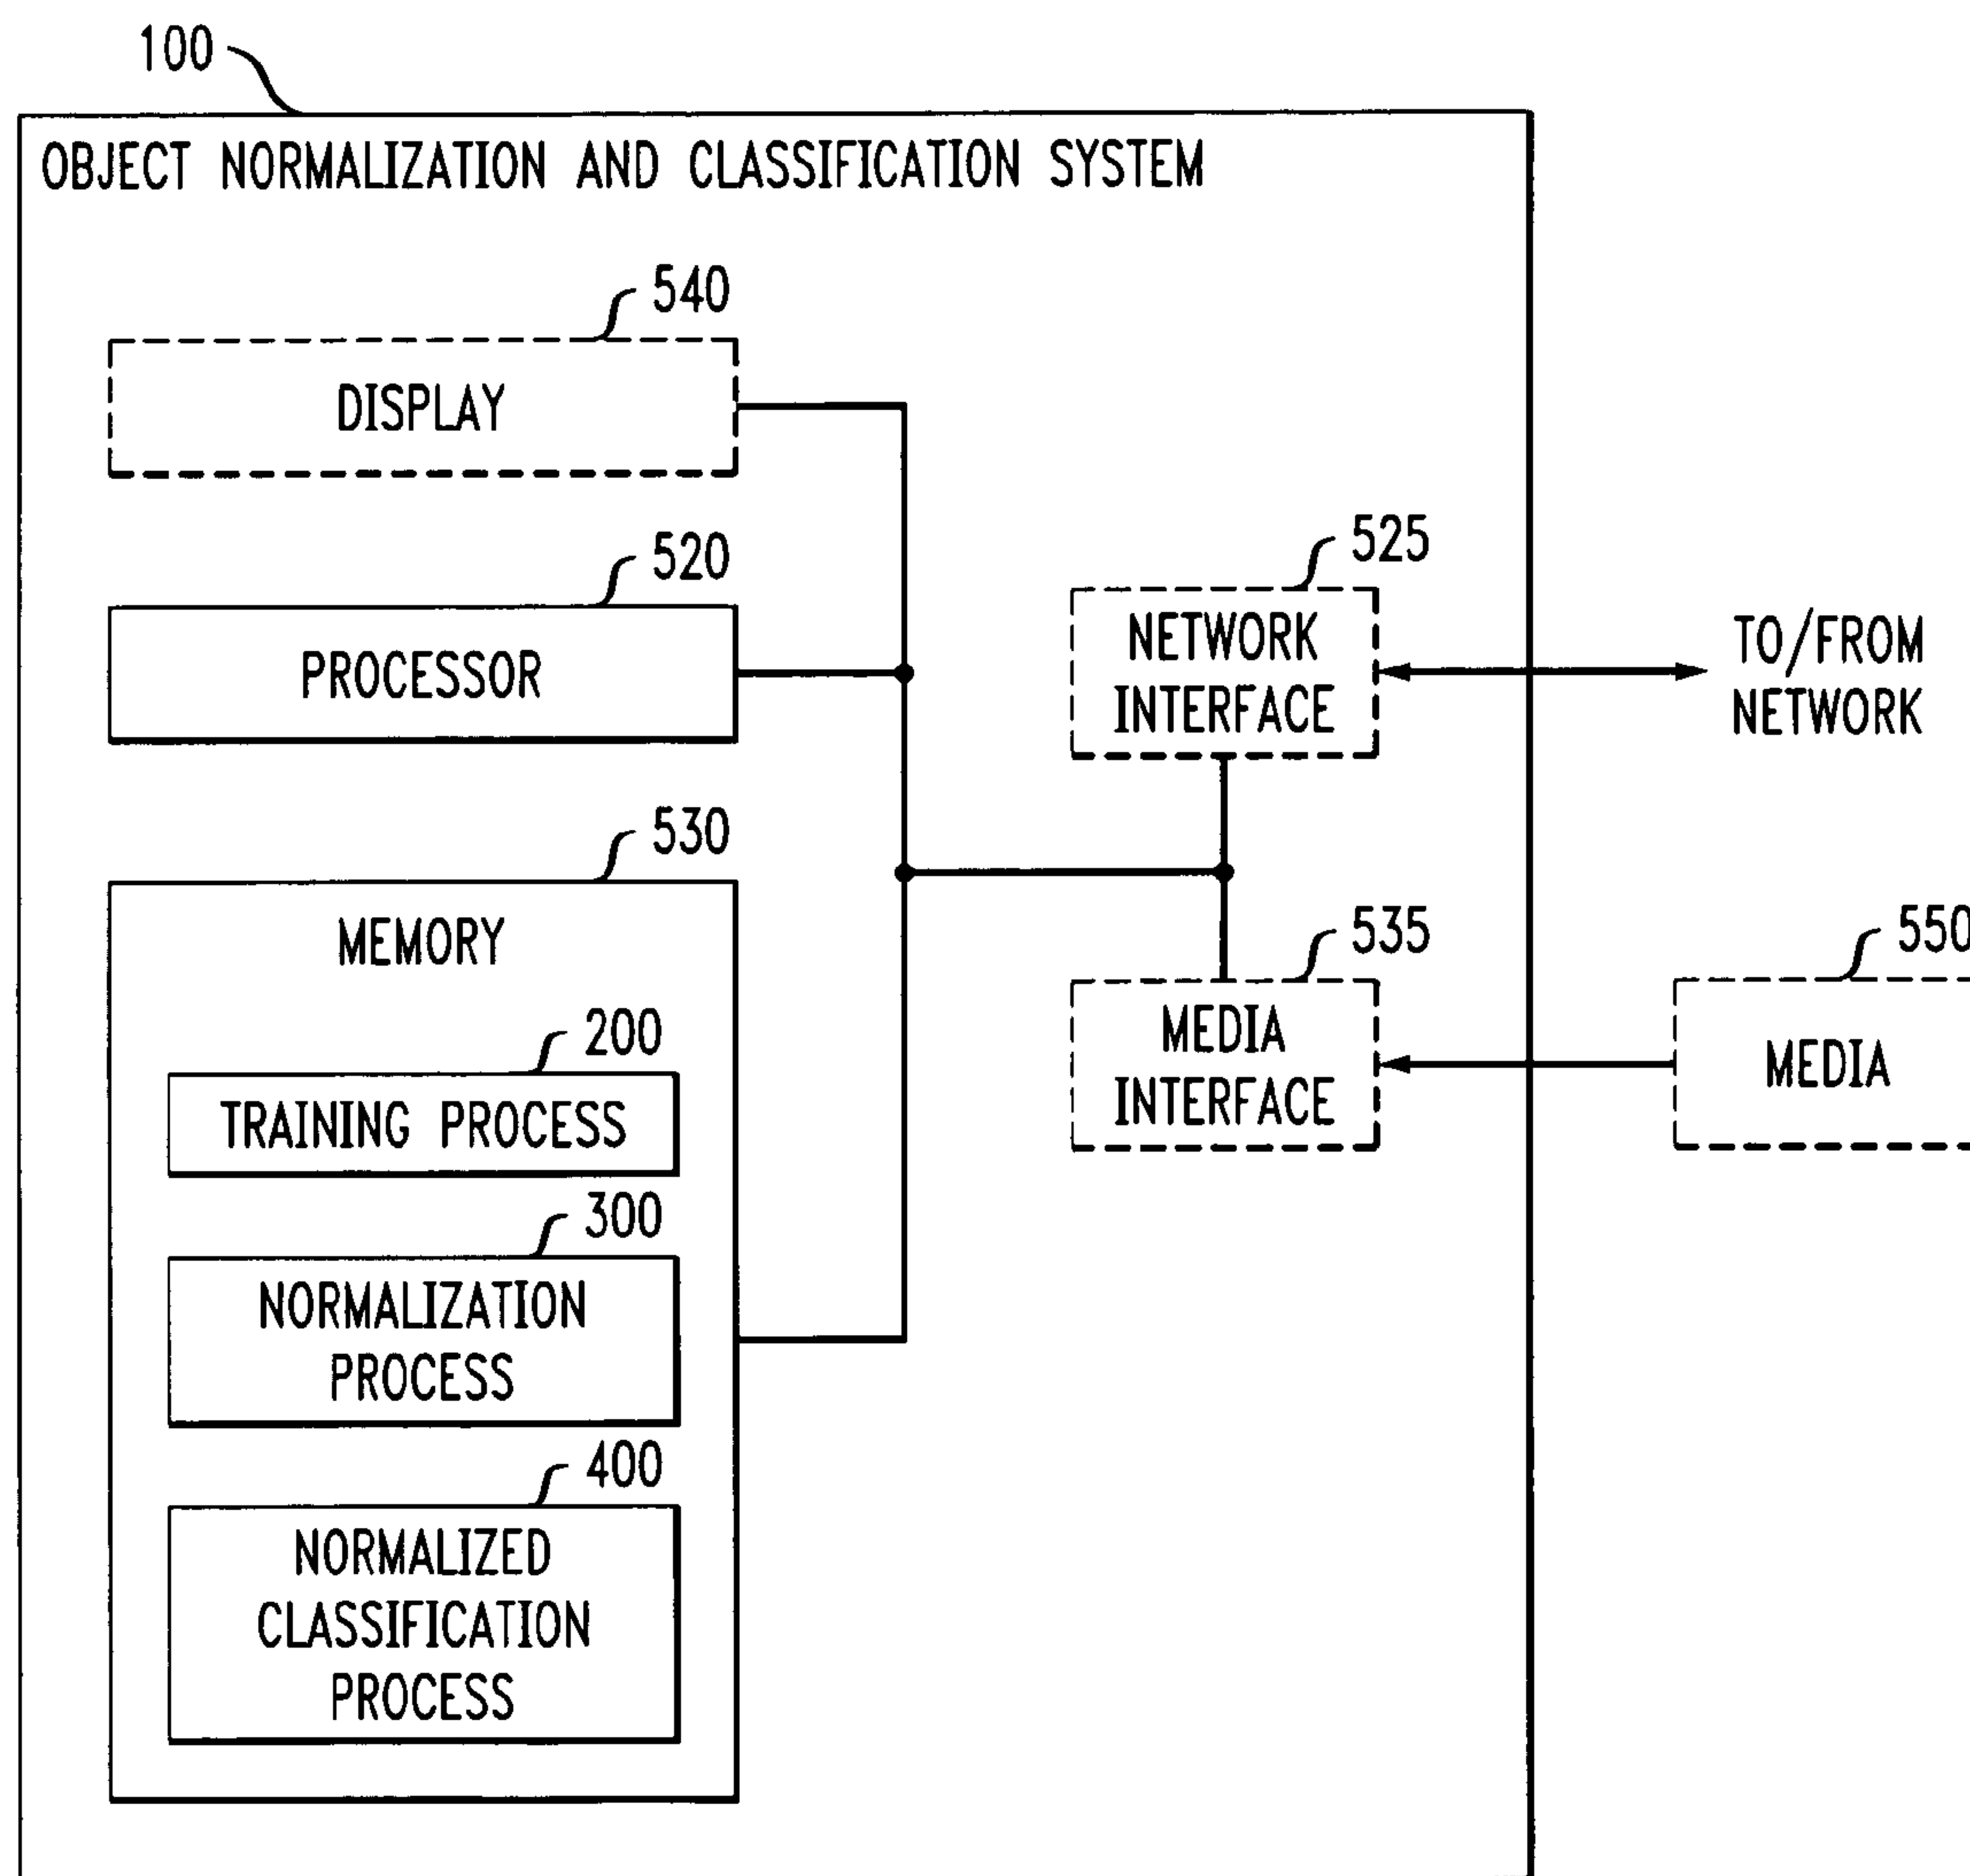 100
OBJECT NORMALIZATION AND CLASSIFICATION SYSTEM
540
DISPLAY
520
PROCESSOR
525
NETWORK
INTERFACE
TO/FROM
NETWORK
530
MEMORY
535
MEDIA
INTERFACE
550
MEDIA
200
TRAINING PROCESS
300
NORMALIZATION
PROCESS
400
NORMALIZED
CLASSIFICATION
PROCESS